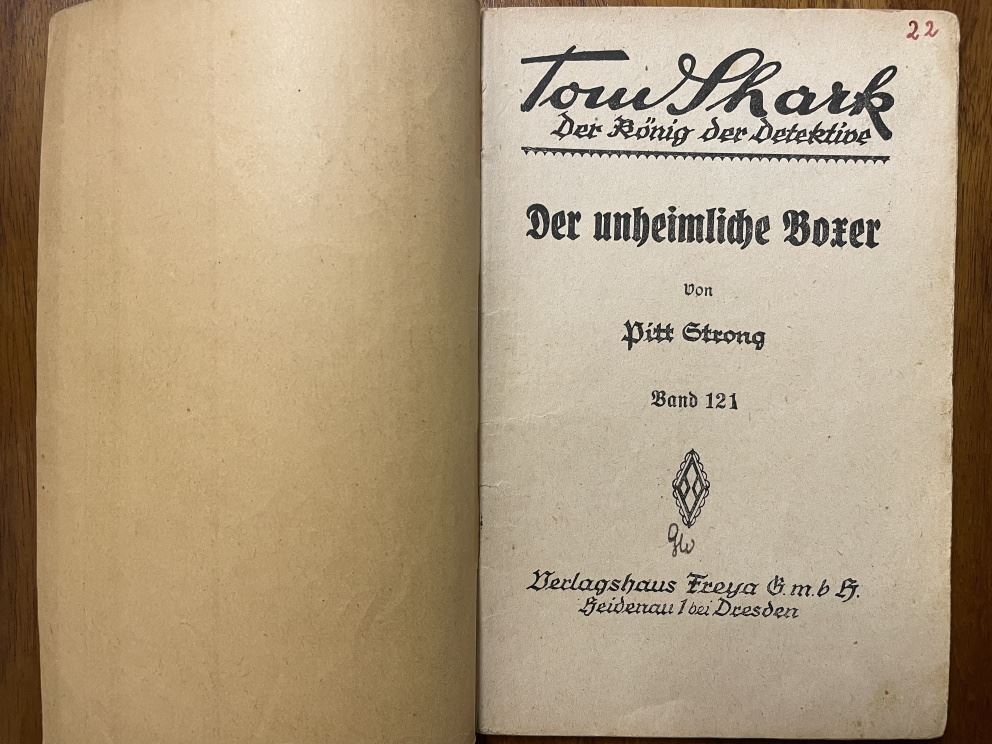 22
Tom Shark
Der König der Detektive
Der unheimliche Boxer
von
Pitt Strong
Band 121
Verlagshaus Freya G.m.b H.
Heidenau 1 bei Dresden